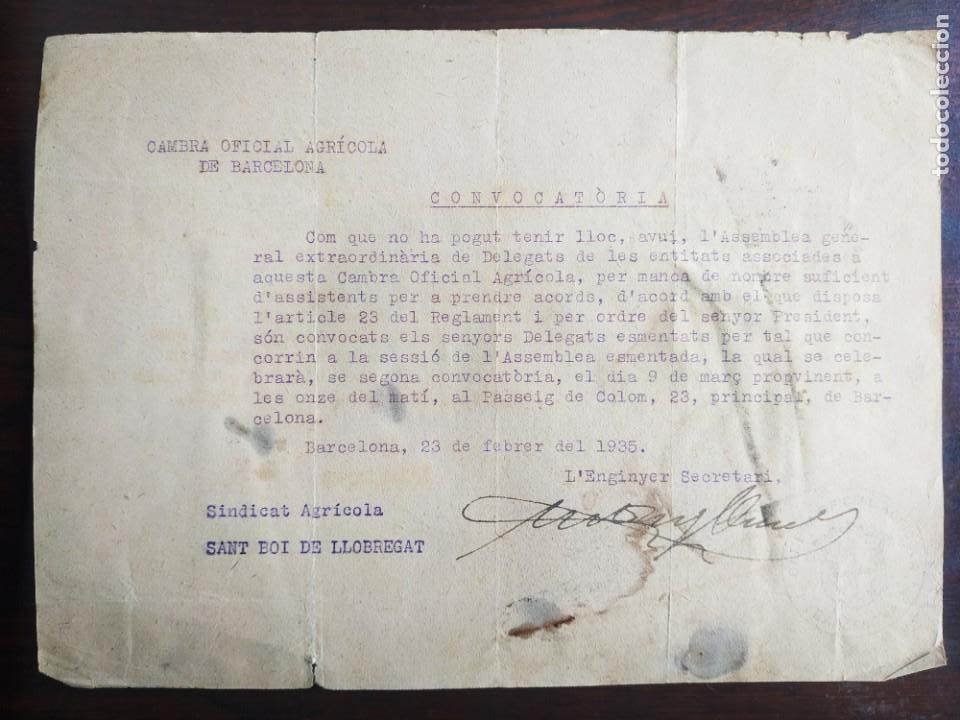 CAMBRA OFICIAL AGRÍCOLA
DE BARCELONA
CONVOCATÒRIA
Com que no ha pogut tenir lloc, avui, l'Assemblea gene-
ral extraordinària de Delegats de les entitats associades a
aquesta Cambra Oficial Agrícola, per manca de nombre suficient
d'assistents per a prendre acords, d'acord amb el que disposa
l'article 23 del Reglament i per ordre del senyor President,
són convocats els senyors Delegats esmentats per tal que con-
corrin a la sessió de l'Assemblea esmentada, la qual se cele-
brarà, se segona convocatòria, el dia 9 de març propvinent, a
les onze del matí, al Passeig de Colom, 23, principal, de Bar-
celona.
Barcelona, 23 de febrer del 1935.
L'Enginyer Secretari,
Sindicat Agrícola
SANT BOI DE LLOBREGAT
todocoleccion